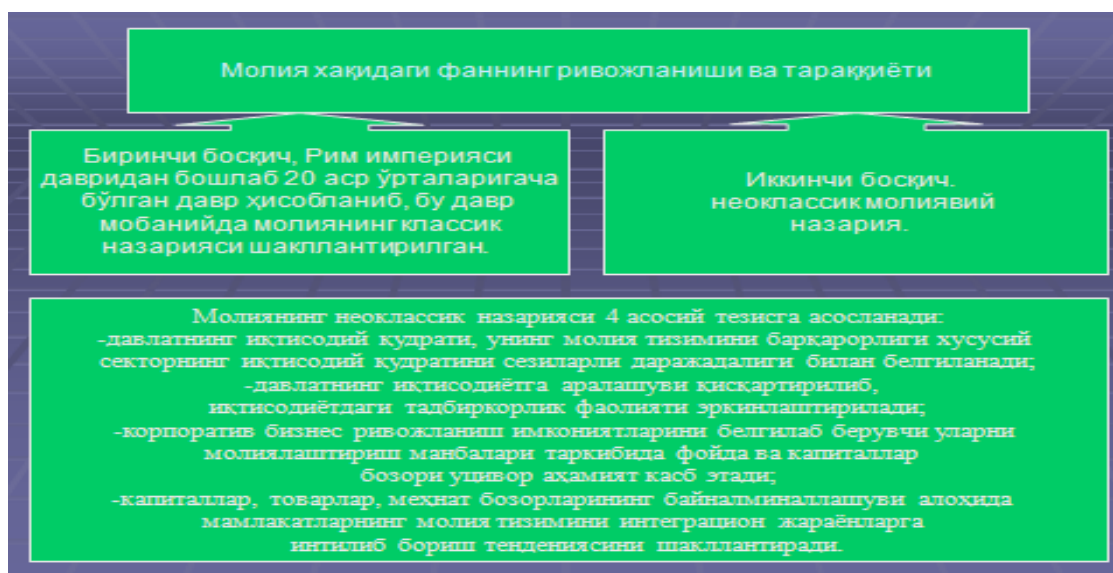 Молия хақидаги фаннинг ривожланиши ва тараққиёти
Биринчи босқич, Рим империяси
давридан бошлаб 20 аср ўрталаригача
бўлган давр ҳисобланиб, бу давр
мобанийда молиянинг классик
назарияси шакллантирилган.
Иккинчи босқич.
неоклассик молиявий
назария.
Молиянинг неоклассик назарияси 4 асосий тезисга асосланади:
-давлатнинг иқтисодий қудрати, унинг молия тизимини барқарорлиги хусусий
секторнинг иқтисодий қудратини сезиларли даражадалиги билан белгиланади;
-давлатнинг иқтисодиётга аралашуви қисқартирилиб,
иқтисодиётдаги тадбиркорлик фаолияти эркинлаштирилади;
-корпоратив бизнес ривожланиш имкониятларини белгилаб берувчи уларни
молиялаштириш манбалари таркибида фойда ва капиталлар
бозори уцивор аҳамият касб этади;
-капиталлар, товарлар, меҳнат бозорларининг байналминаллашуви алоҳида
мамлакатларнинг молия тизимини интеграцион жараёнларга
интилиб бориш тендениясини шакллантиради.